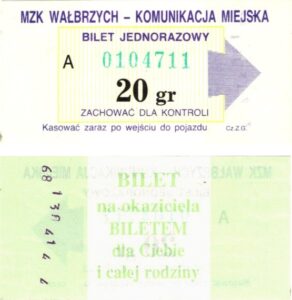 MZK WAŁBRZYCH – KOMUNIKACJA MIEJSKA
BILET JEDNORAZOWY
A 0104711
20 gr
ZACHOWAĆ DLA KONTROLI
Kasować zaraz po wejściu do pojazdu
BILET
na okaziciela
BILETEM
dla Ciebie
i całej rodziny